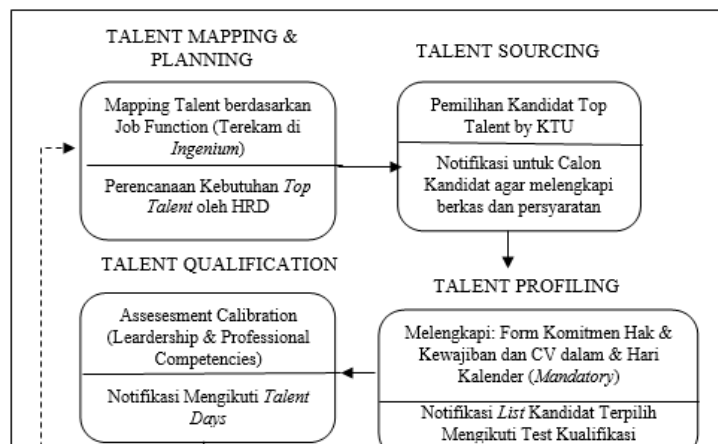 TALENT MAPPING &
PLANNING
Mapping Talent berdasarkan
Job Function (Terekam di
Ingenium)
Perencanaan Kebutuhan Top
Talent oleh HRD
TALENT SOURCING
Pemilihan Kandidat Top
Talent by KTU
Notifikasi untuk Calon
Kandidat agar melengkapi
berkas dan persyaratan
TALENT PROFILING
Melengkapi: Form Komitmen Hak &
Kewajiban dan CV dalam & Hari
Kalender (Mandatory)
Notifikasi List Kandidat Terpilih
Mengikuti Test Kualifikasi
TALENT QUALIFICATION
Assesesment Calibration
(Leardership & Professional
Competencies)
Notifikasi Mengikuti Talent
Days